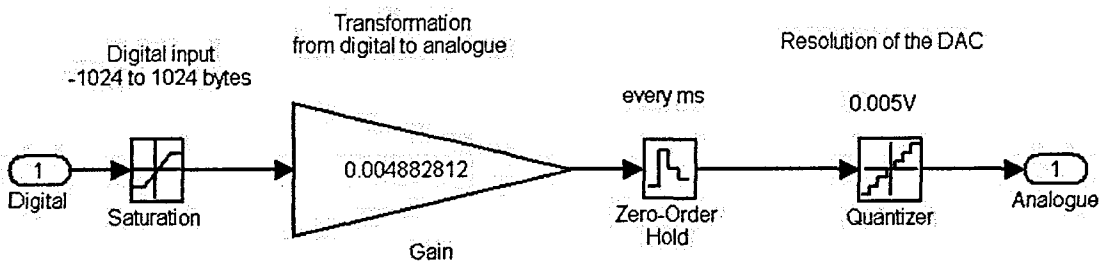 Transformation
from digital to analogue
Digital input
-1024 to 1024 bytes
Resolution of the DAC
every ms
0.005V
1
0.004882812
1
Digital
Saturation
Gain
Zero-Order
Hold
Quantizer
Analogue